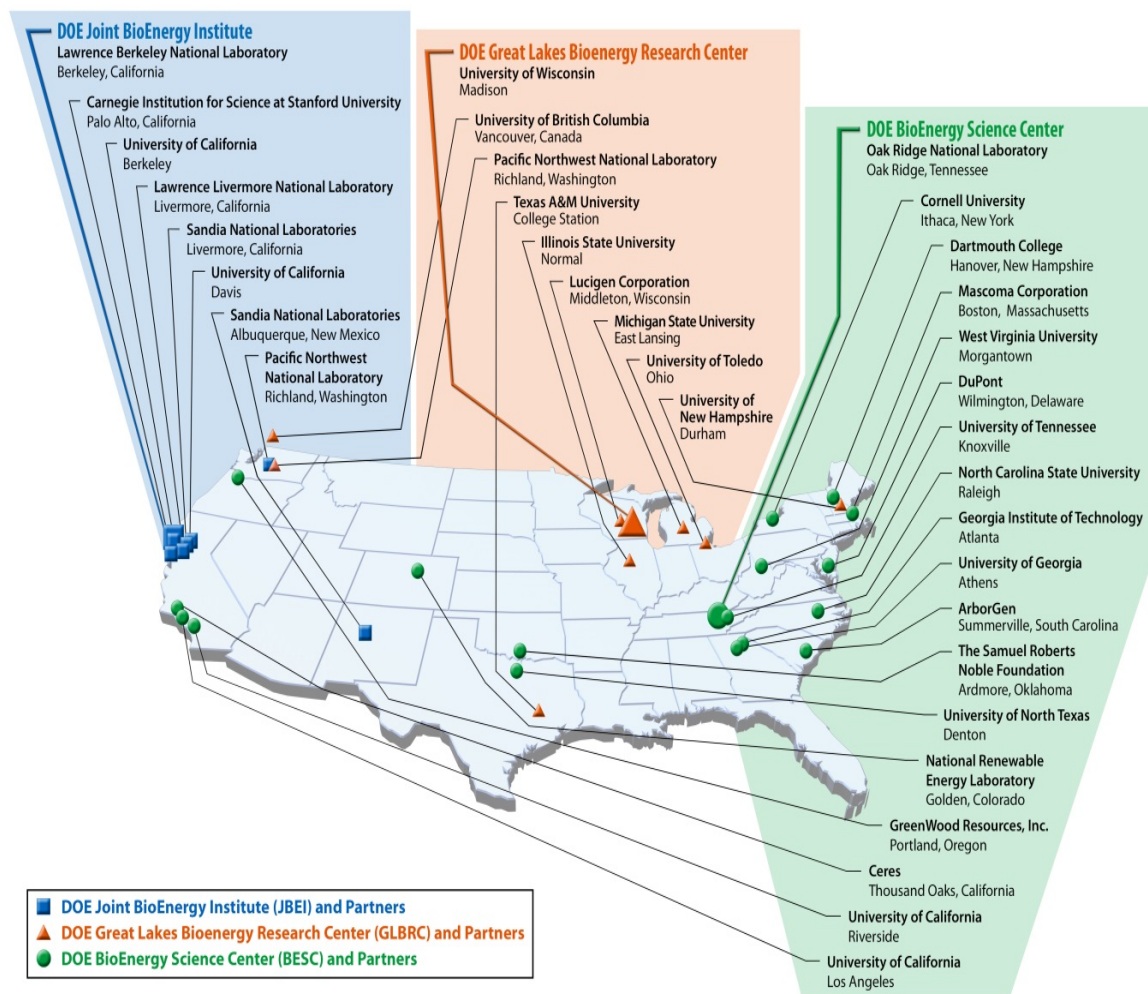 DOE Joint BioEnergy Institute
Lawrence Berkeley National Laboratory
Berkeley, California
Carnegie Institution for Science at Stanford University
Palo Alto, California
University of California
Berkeley
Lawrence Livermore National Laboratory
Livermore, California
Sandia National Laboratories
Livermore, California
University of California
Davis
Sandia National Laboratories
Albuquerque, New Mexico
Pacific Northwest
National Laboratory
Richland, Washington
DOE Great Lakes Bioenergy Research Center
University of Wisconsin
Madison
University of British Columbia
Vancouver, Canada
Pacific Northwest National Laboratory
Richland, Washington
Texas A&M University
College Station
Illinois State University
Normal
Lucigen Corporation
Middleton, Wisconsin
Michigan State University
East Lansing
University of Toledo
Ohio
University of
New Hampshire
Durham
DOE BioEnergy Science Center
Oak Ridge National Laboratory
Oak Ridge, Tennessee
Cornell University
Ithaca, New York
Dartmouth College
Hanover, New Hampshire
Mascoma Corporation
Boston, Massachusetts
West Virginia University
Morgantown
DuPont
Wilmington, Delaware
University of Tennessee
Knoxville
North Carolina State University
Raleigh
Georgia Institute of Technology
Atlanta
University of Georgia
Athens
ArborGen
Summerville, South Carolina
The Samuel Roberts
Noble Foundation
Ardmore, Oklahoma
University of North Texas
Denton
National Renewable
Energy Laboratory
Golden, Colorado
GreenWood Resources, Inc.
Portland, Oregon
Ceres
Thousand Oaks, California
University of California
Riverside
University of California
Los Angeles
DOE Joint BioEnergy Institute (JBEI) and Partners
DOE Great Lakes Bioenergy Research Center (GLBRC) and Partners
DOE BioEnergy Science Center (BESC) and Partners